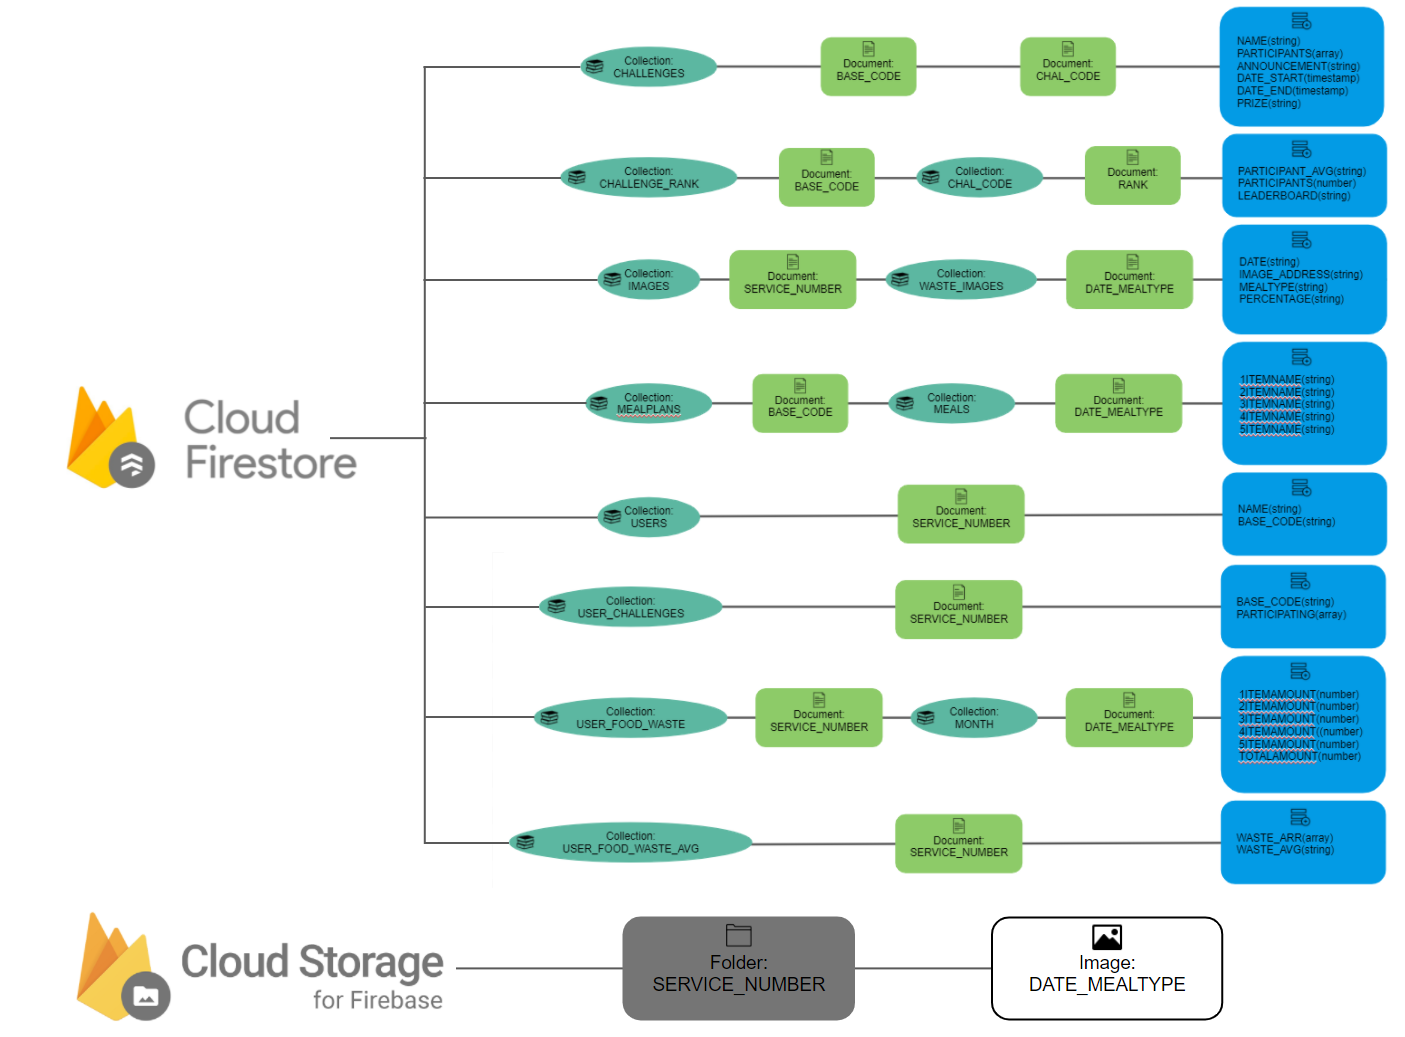 Collection:
CHALLENGES
Document:
BASE_CODE
Document:
CHAL_CODE
NAME(string)
PARTICIPANTS(array)
ANNOUNCEMENT(string)
DATE_START(timestamp)
DATE_END(timestamp)
PRIZE(string)
Collection:
CHALLENGE_RANK
Document:
BASE_CODE
Collection:
CHAL_CODE
Document:
RANK
PARTICIPANT_AVG(string)
PARTICIPANTS(number)
LEADERBOARD(string)
Collection:
IMAGES
Document:
SERVICE_NUMBER
Collection:
WASTE_IMAGES
Document:
DATE_MEALTYPE
DATE(string)
IMAGE_ADDRESS(string)
MEALTYPE(string)
PERCENTAGE(string)
Collection:
MEALPLANS
Document:
BASE_CODE
Collection:
MEALS
Document:
DATE_MEALTYPE
1ITEMNAME(string)
2ITEMNAME(string)
3ITEMNAME(string)
4ITEMNAME(string)
5ITEMNAME(string)
Cloud
Firestore
Collection:
USERS
Document:
SERVICE_NUMBER
NAME(string)
BASE_CODE(string)
Collection:
USER_CHALLENGES
Document:
SERVICE_NUMBER
BASE_CODE(string)
PARTICIPATING(array)
Collection:
USER_FOOD_WASTE
Document:
SERVICE_NUMBER
Collection:
MONTH
Document:
DATE_MEALTYPE
1ITEMAMOUNT(number)
2ITEMAMOUNT(number)
3ITEMAMOUNT(number)
4ITEMAMOUNT((number)
5ITEMAMOUNT(number)
TOTALAMOUNT(number)
Collection:
USER_FOOD_WASTE_AVG
Document:
SERVICE_NUMBER
WASTE_ARR(array)
WASTE_AVG(string)
Cloud Storage
for Firebase
Folder:
SERVICE_NUMBER
Image:
DATE_MEALTYPE